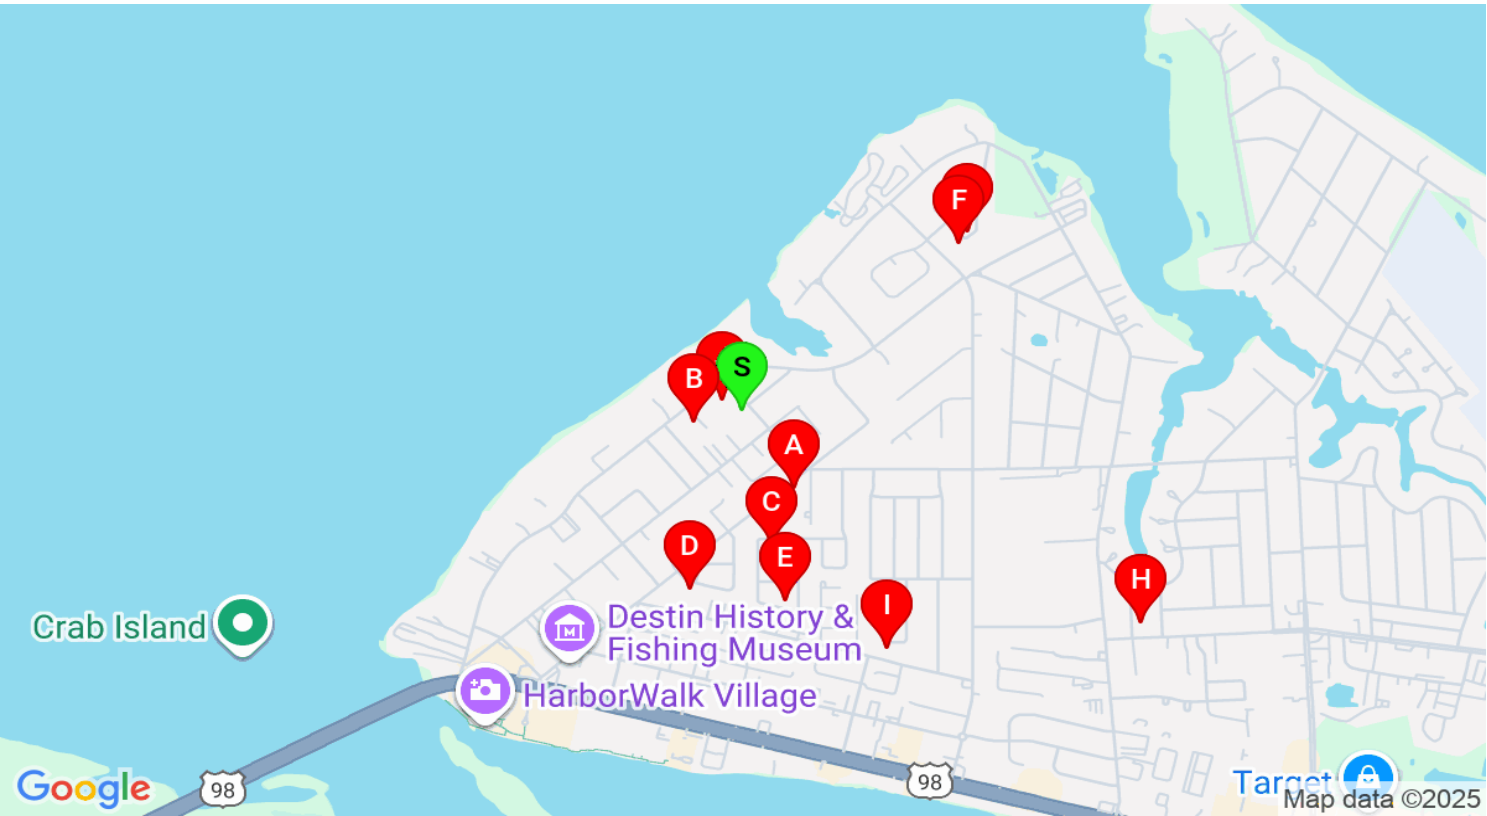 F
S
B
A
C
D
E
H
I
Crab Island
Destin History &
Fishing Museum
HarborWalk Village
98
98
Target
Google
Map data ©2025